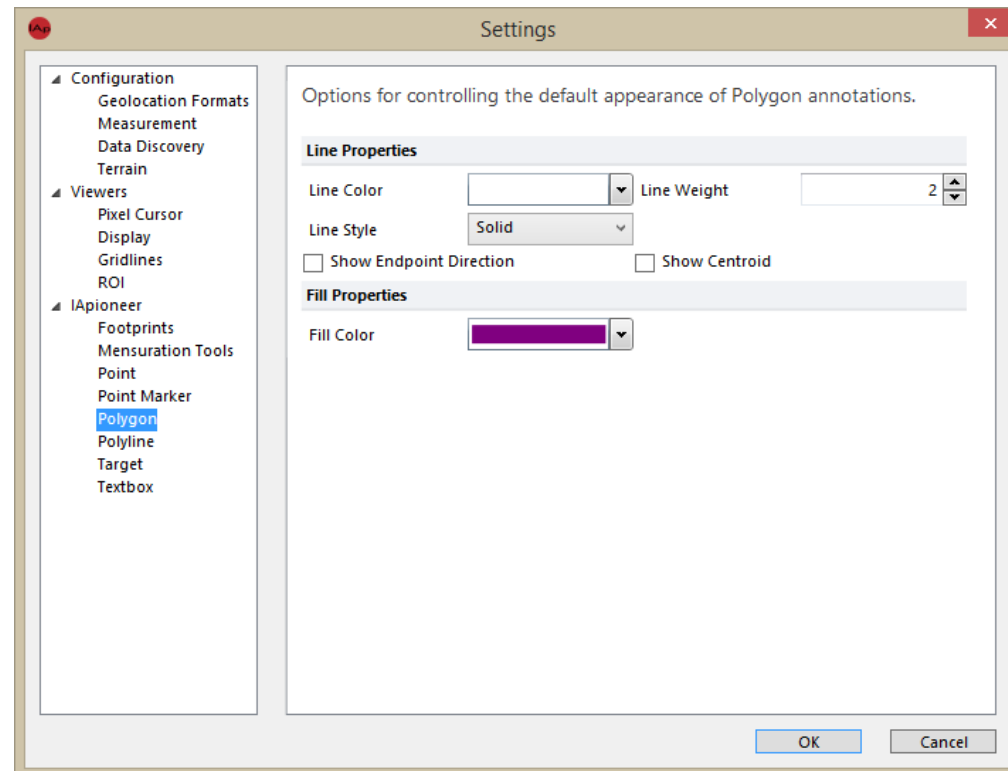 IAp
Settings
Configuration
Geolocation Formats
Measurement
Data Discovery
Terrain
Viewers
Pixel Cursor
Display
Gridlines
ROI
IApioneer
Footprints
Mensuration Tools
Point
Point Marker
Polygon
Polyline
Target
Textbox
Options for controlling the default appearance of Polygon annotations.
Line Properties
Line Color Line Weight 2
Line Style Solid
Show Endpoint Direction Show Centroid
Fill Properties
Fill Color
OK Cancel